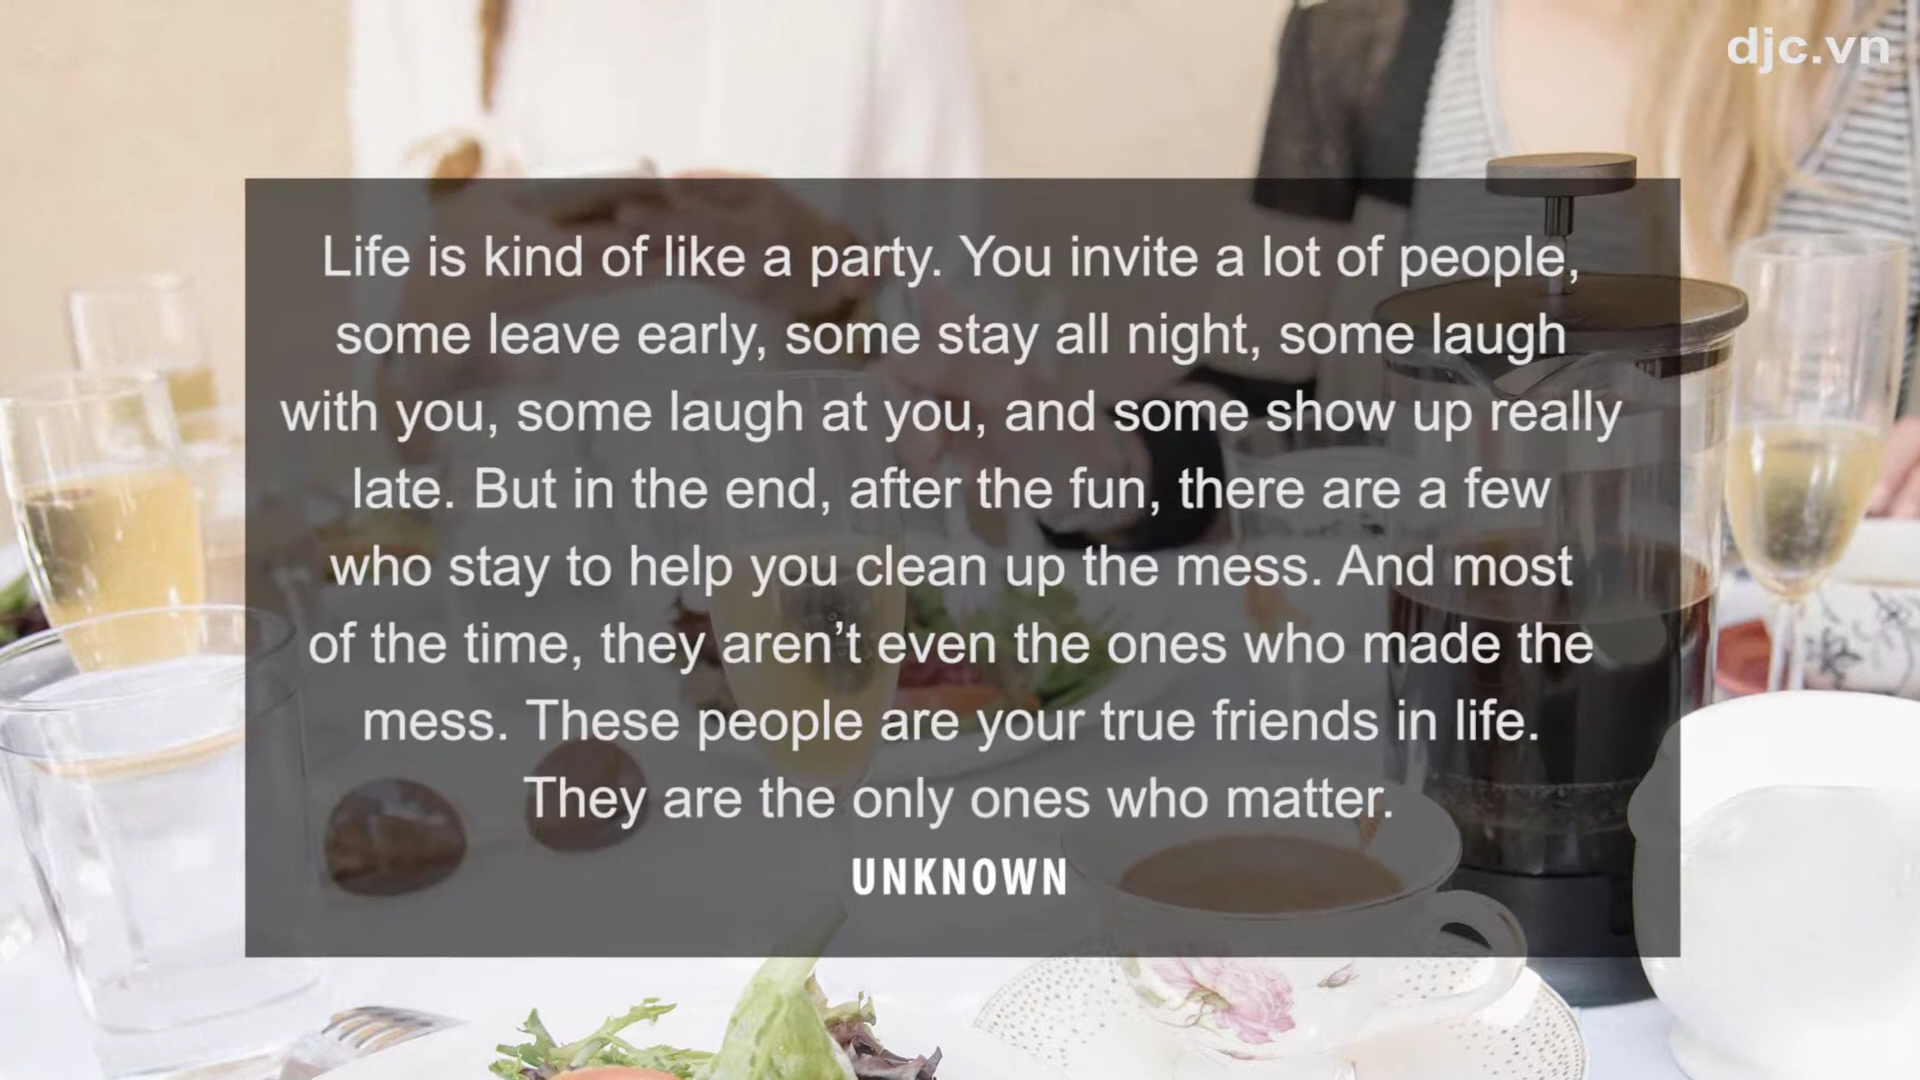 djc.vn
Life is kind of like a party. You invite a lot of people,
some leave early, some stay all night, some laugh
with you, some laugh at you, and some show up really
late. But in the end, after the fun, there are a few
who stay to help you clean up the mess. And most
of the time, they aren’t even the ones who made the
mess. These people are your true friends in life.
They are the only ones who matter.
UNKNOWN